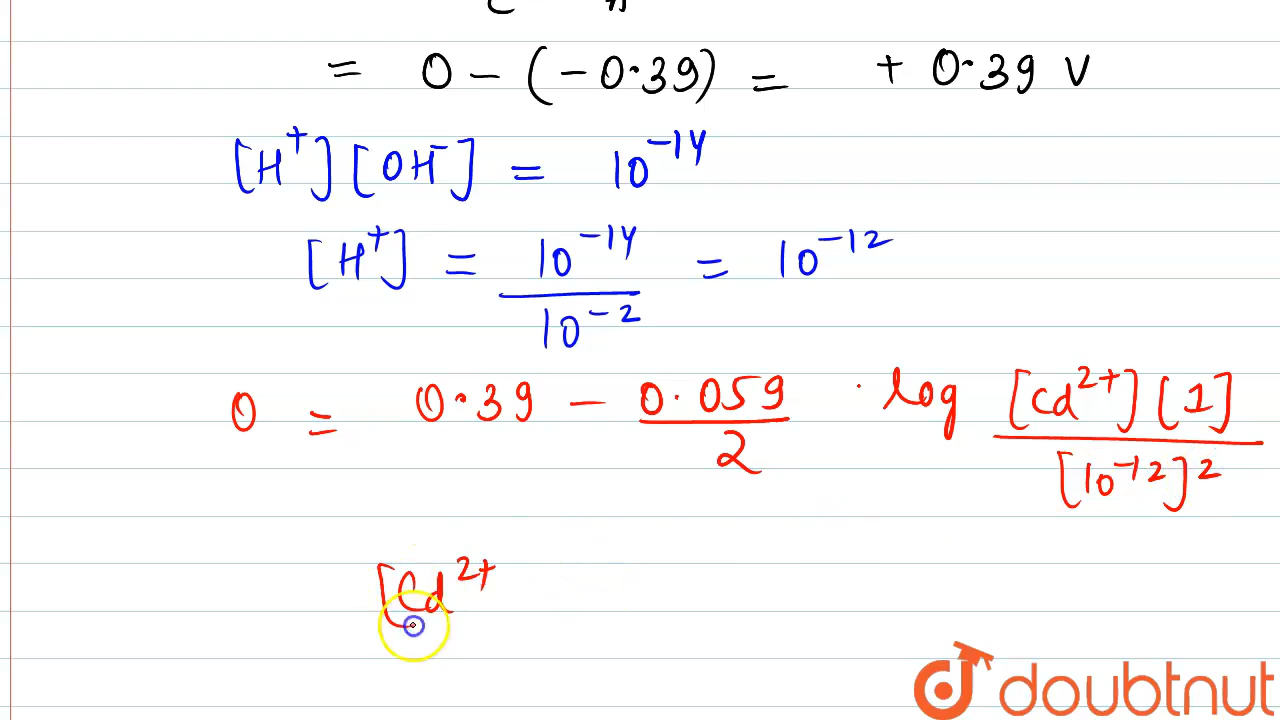 = 0 - (-0.39) = + 0.39 V
[H⁺][OH⁻] = 10⁻¹⁴
[H⁺] = 10⁻¹⁴ / 10⁻² = 10⁻¹²
0 = 0.39 - 0.059 / 2 . log [Cd²⁺][1] / [10⁻¹²]²
[Cd²⁺
doubtnut